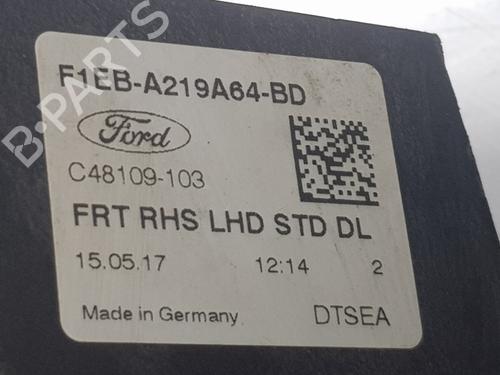 B-PARTS
F1EB-A219A64-BD
Ford
C48109-103
FRT RHS LHD STD DL
15.05.17 12:14 2
Made in Germany DTSEA